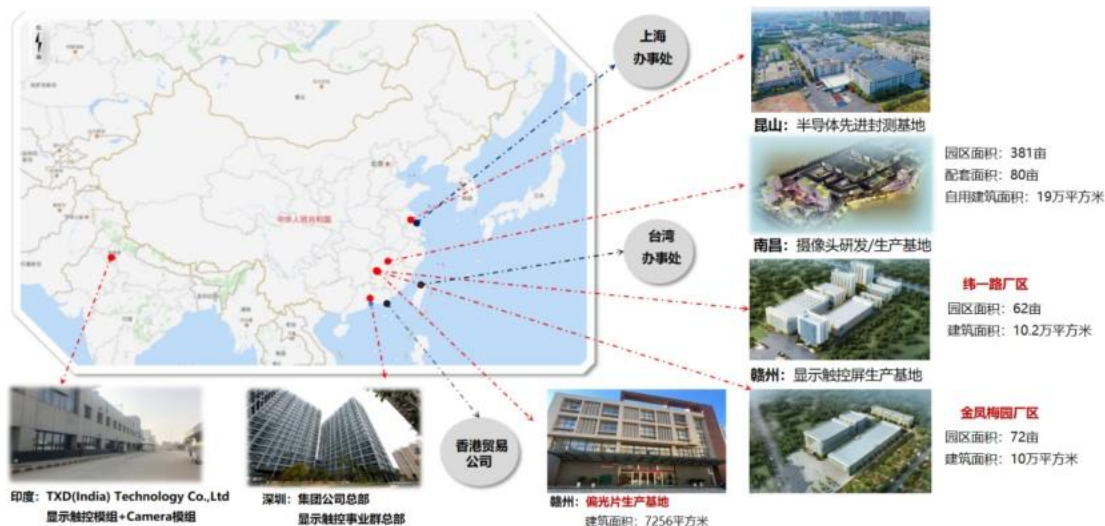 上海
办事处
昆山：半导体先进封测基地
园区面积：381亩
配套面积：80亩
自用建筑面积：19万平方米
北京
中华人民共和国
台湾
办事处
南昌：摄像头研发/生产基地
纬一路厂区
园区面积：62亩
建筑面积：10.2万平方米
赣州：显示触控屏生产基地
金凤梅园厂区
园区面积：72亩
建筑面积：10万平方米
香港贸易
公司
印度：TXD(India) Technology Co.,Ltd
显示触控模组+Camera模组
深圳：集团公司总部
显示触控事业群总部
赣州：偏光片生产基地
建筑面积：7256平方米